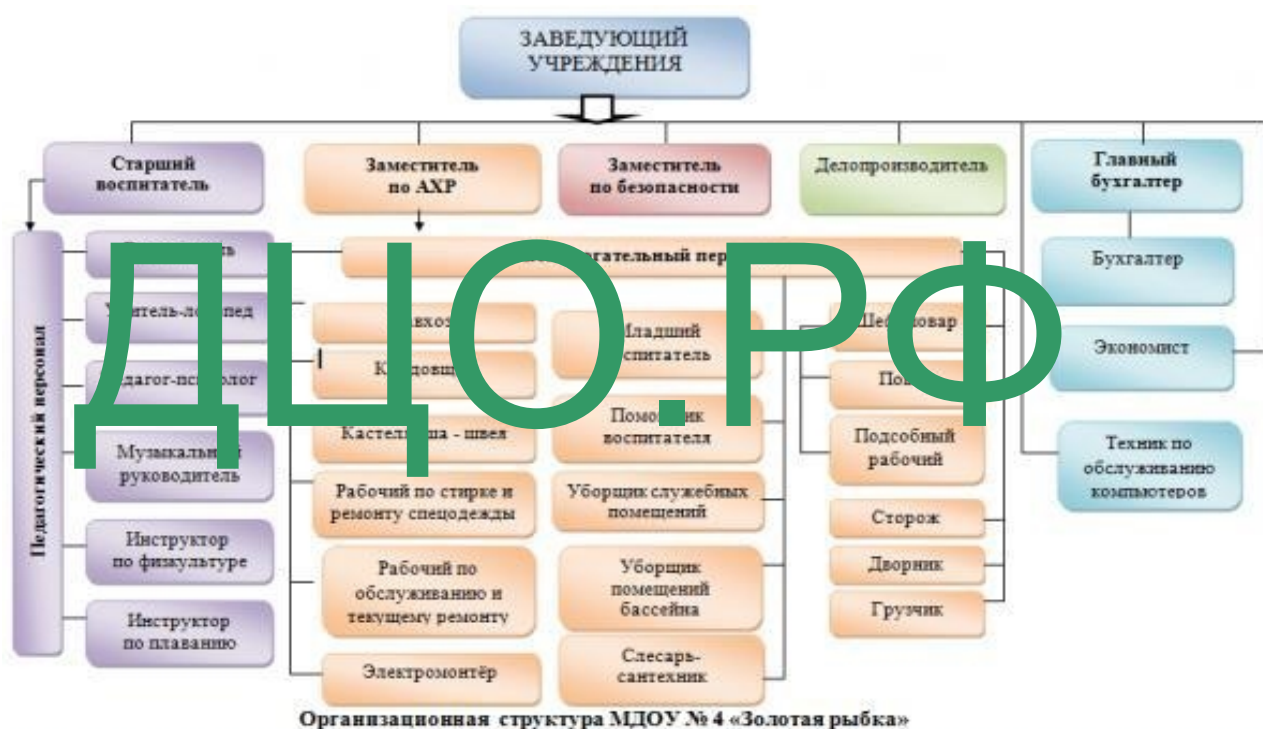 ЗАВЕДУЮЩИЙ
УЧРЕЖДЕНИЯ
Старший
воспитатель
Заместитель
по АХР
Заместитель
по безопасности
Делопроизводитель
Главный
бухгалтер
Педагогический персонал
Музыкальный
руководитель
Инструктор
по физкультуре
Инструктор
по плаванию
Рабочий по стирке и
ремонту спецодежды
Рабочий по
обслуживанию и
текущему ремонту
Электромонтёр
Младший
воспитатель
Помощник
воспитателя
Уборщик служебных
помещений
Уборщик
помещений
бассейна
Слесарь-
сантехник
Подсобный
рабочий
Сторож
Дворник
Грузчик
Бухгалтер
Экономист
Техник по
обслуживанию
компьютеров
ДЦО.РФ
Организационная структура МДОУ № 4 «Золотая рыбка»